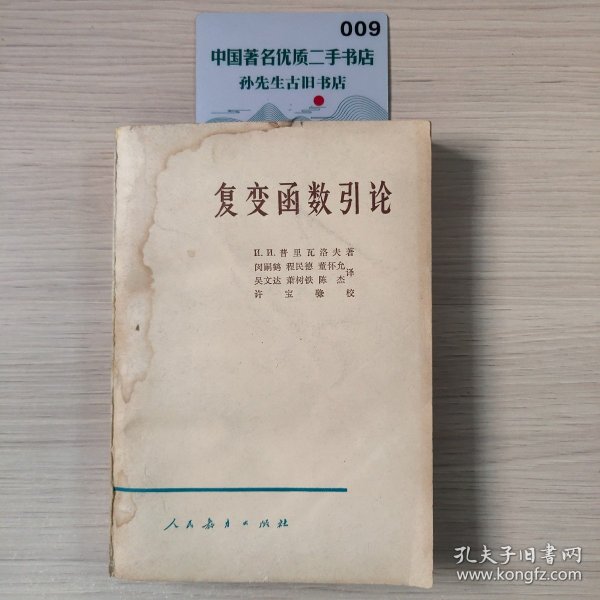 009
中国著名优质二手书店
孙先生古旧书店
复变函数引论
И. И. 普里瓦洛夫著
闵嗣鹤 程民德 董怀允
译
吴文达 萧树铁 陈杰
许宝騄校
人民教育出版社
孔夫子旧书网
www.kongfz.com